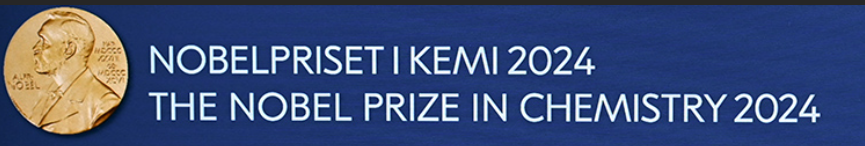 NOBELPRISET I KEMI 2024
THE NOBEL PRIZE IN CHEMISTRY 2024